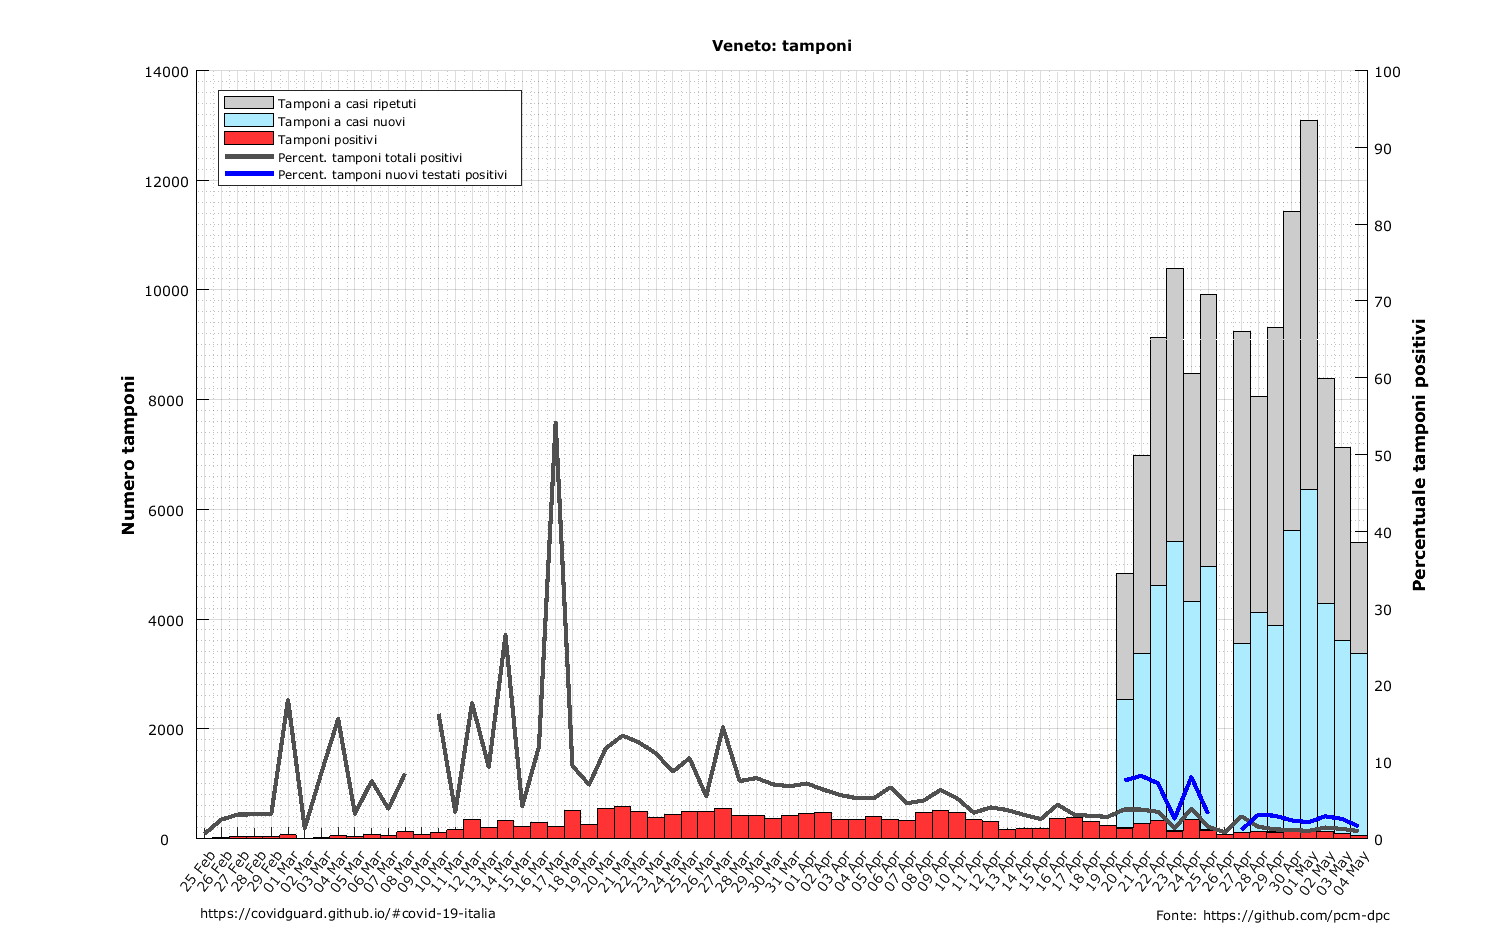 Veneto: tamponi
14000
12000
10000
8000
6000
4000
2000
0
Numero tamponi
Tamponi a casi ripetuti
Tamponi a casi nuovi
Tamponi positivi
Percent. tamponi totali positivi
Percent. tamponi nuovi testati positivi
100
90
80
70
60
50
40
30
20
10
0
Percentuale tamponi positivi
25 Feb
26 Feb
27 Feb
28 Feb
29 Feb
01 Mar
02 Mar
03 Mar
04 Mar
05 Mar
06 Mar
07 Mar
08 Mar
09 Mar
10 Mar
11 Mar
12 Mar
13 Mar
14 Mar
15 Mar
16 Mar
17 Mar
18 Mar
19 Mar
20 Mar
21 Mar
22 Mar
23 Mar
24 Mar
25 Mar
26 Mar
27 Mar
28 Mar
29 Mar
30 Mar
31 Mar
01 Apr
02 Apr
03 Apr
04 Apr
05 Apr
06 Apr
07 Apr
08 Apr
09 Apr
10 Apr
11 Apr
12 Apr
13 Apr
14 Apr
15 Apr
16 Apr
17 Apr
18 Apr
19 Apr
20 Apr
21 Apr
22 Apr
23 Apr
24 Apr
25 Apr
26 Apr
27 Apr
28 Apr
29 Apr
30 Apr
01 May
02 May
03 May
04 May
https://covidguard.github.io/#covid-19-italia
Fonte: https://github.com/pcm-dpc